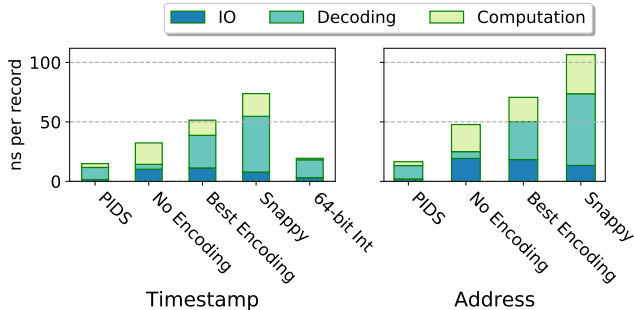 IO Decoding Computation
ns per record
100
50
0
PIDS
No Encoding
Best Encoding
Snappy
64-bit Int
Timestamp
PIDS
No Encoding
Best Encoding
Snappy
Address